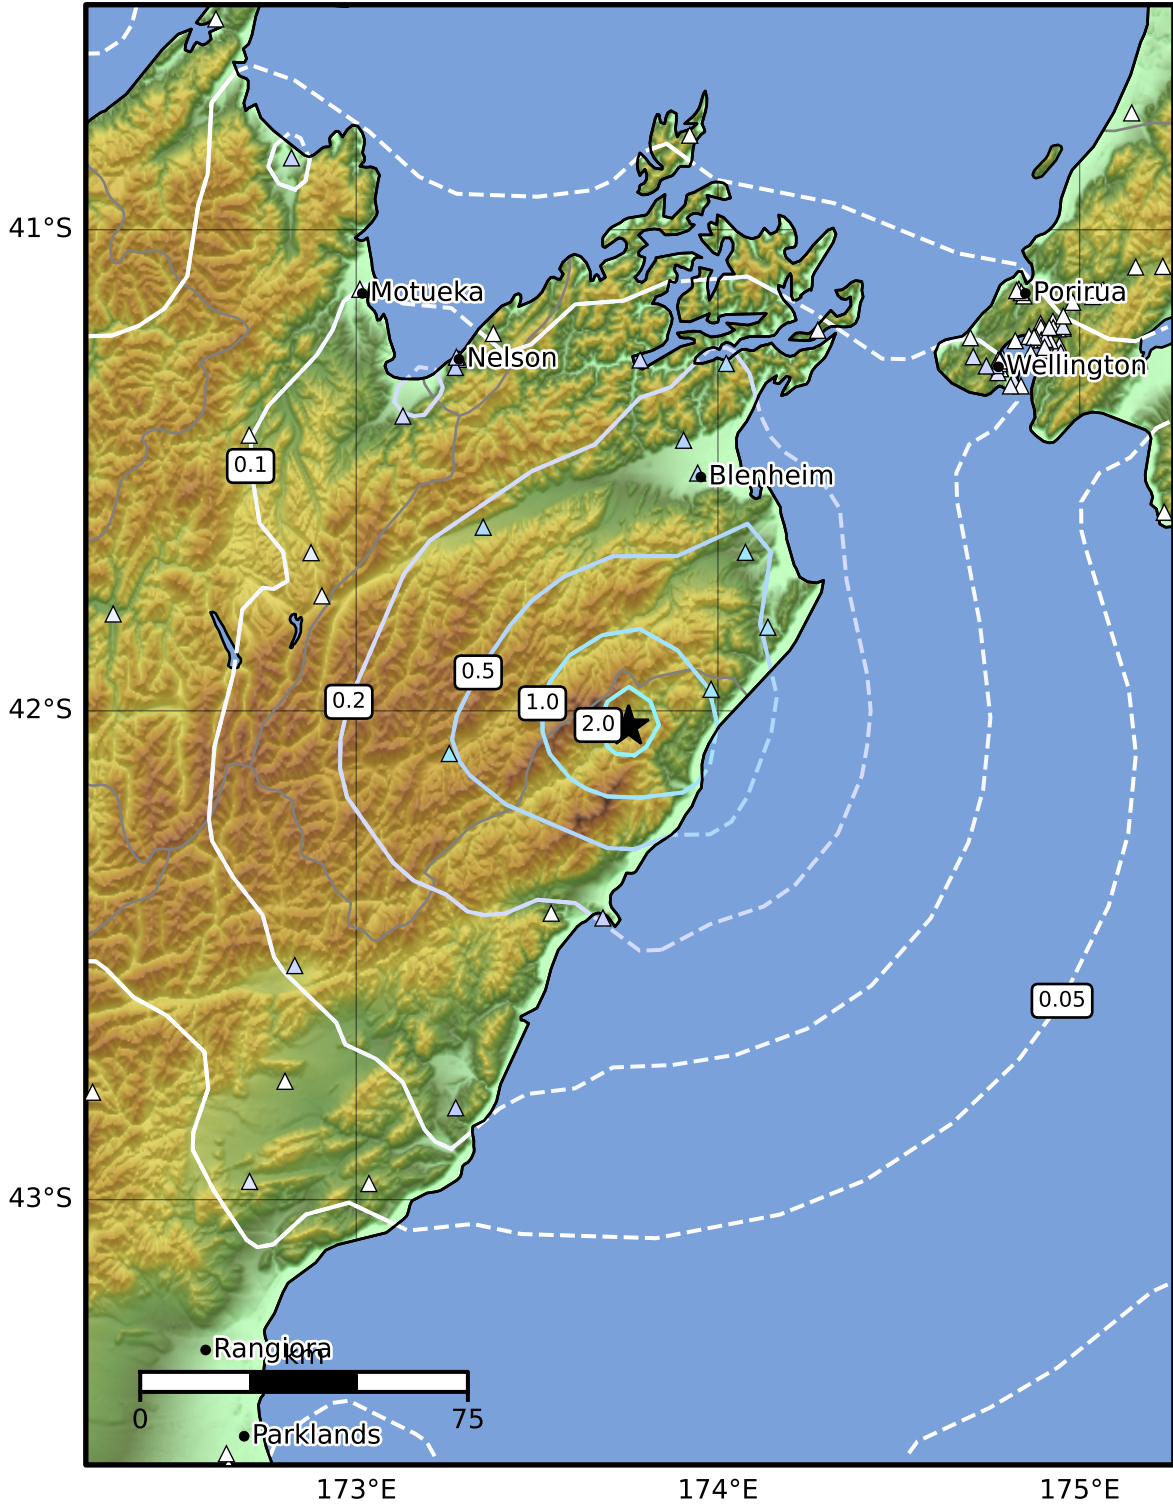 41°S
Motueka
Porirua
Nelson
Wellington
0.1
Blenheim
0.5
0.2
1.0
42°S
2.0
0.05
43°S
Rangiora
km
0
75
Parklands
173°E
174°E
175°E